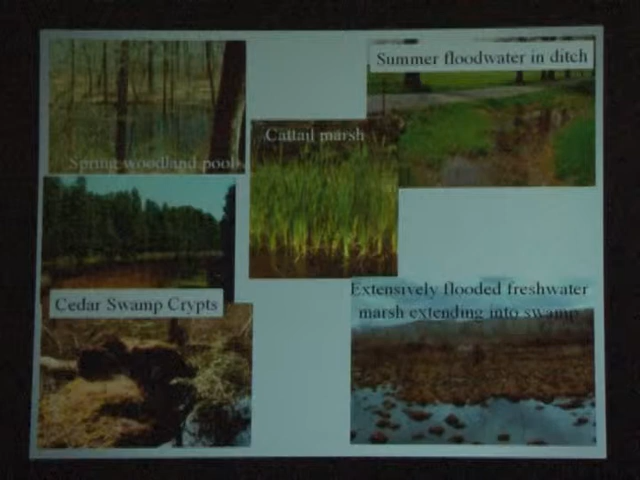 Summer floodwater in ditch
Cattail marsh
Spring woodland pool
Cedar Swamp Crypts
Extensively flooded freshwater
marsh extending into swamp